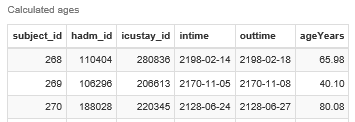 Calculated ages
subject_id hadm_id icustay_id intime outtime ageYears
268 110404 280836 2198-02-14 2198-02-18 65.98
269 106296 206613 2170-11-05 2170-11-08 40.10
270 188028 220345 2128-06-24 2128-06-27 80.08